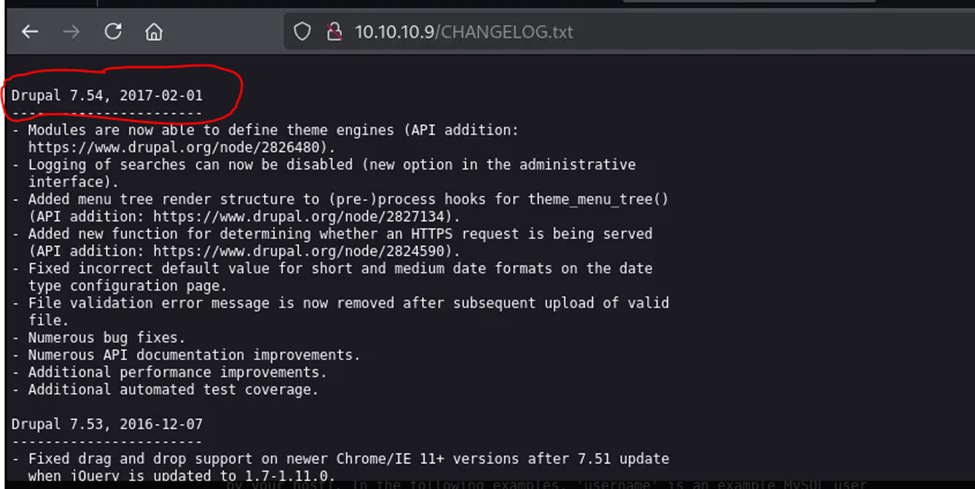 10.10.10.9/CHANGELOG.txt
Drupal 7.54, 2017-02-01
-----------------------
- Modules are now able to define theme engines (API addition:
https://www.drupal.org/node/2826480).
- Logging of searches can now be disabled (new option in the administrative
interface).
- Added menu tree render structure to (pre-)process hooks for theme_menu_tree()
(API addition: https://www.drupal.org/node/2827134).
- Added new function for determining whether an HTTPS request is being served
(API addition: https://www.drupal.org/node/2824590).
- Fixed incorrect default value for short and medium date formats on the date
type configuration page.
- File validation error message is now removed after subsequent upload of valid
file.
- Numerous bug fixes.
- Numerous API documentation improvements.
- Additional performance improvements.
- Additional automated test coverage.
Drupal 7.53, 2016-12-07
-----------------------
- Fixed drag and drop support on newer Chrome/IE 11+ versions after 7.51 update
when jQuery is updated to 1.7-1.11.0.
by your host). In the following examples, 'username' is an example MySQL user